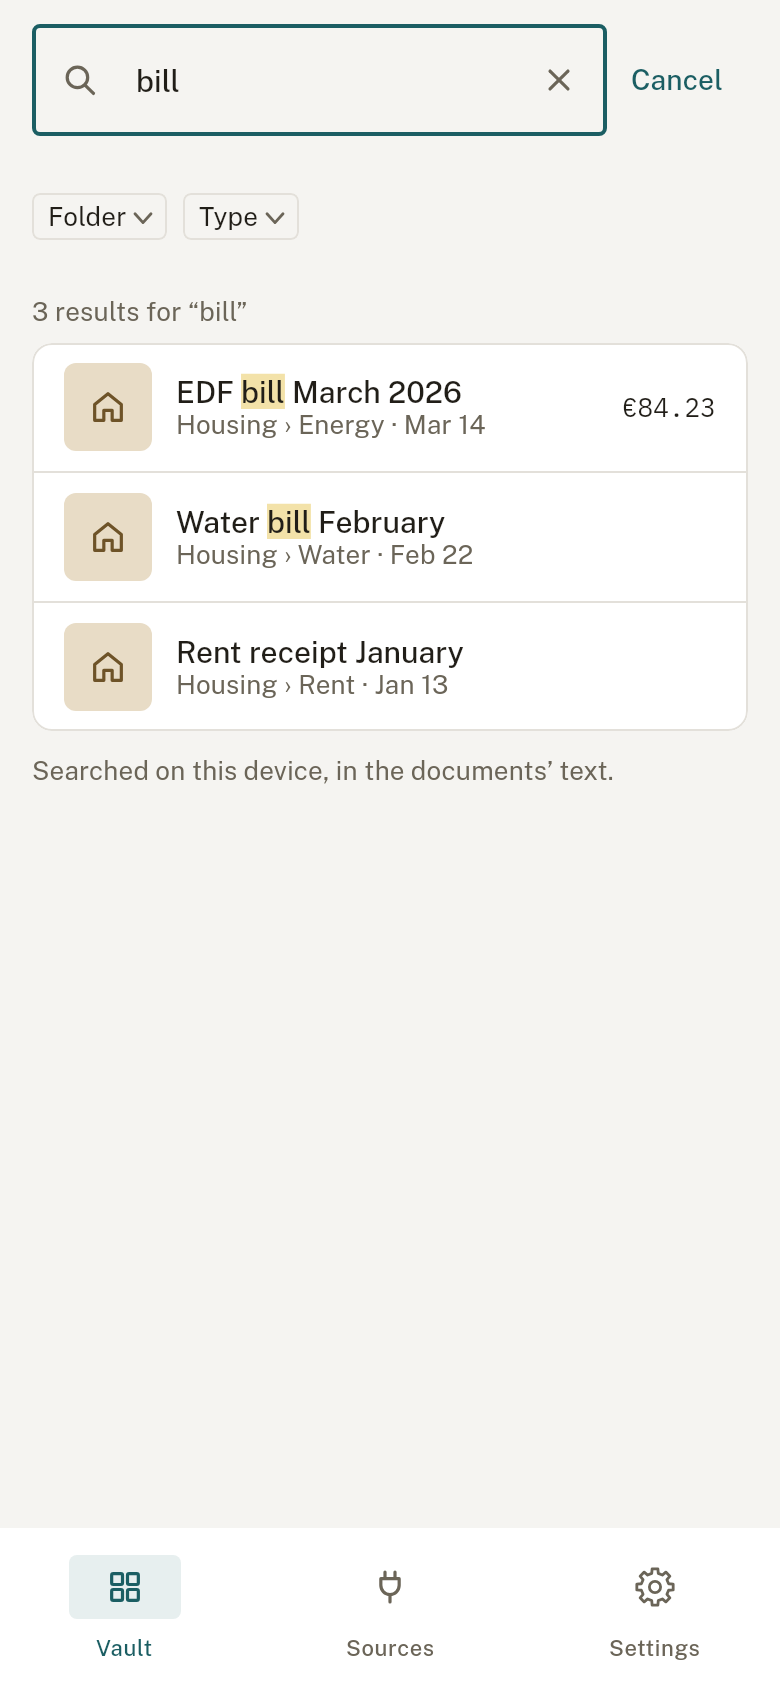 bill
Cancel
Folder
Type
3 results for “bill”
EDF bill March 2026
Housing › Energy · Mar 14
€84.23
Water bill February
Housing › Water · Feb 22
Rent receipt January
Housing › Rent · Jan 13
Searched on this device, in the documents’ text.
Vault
Sources
Settings